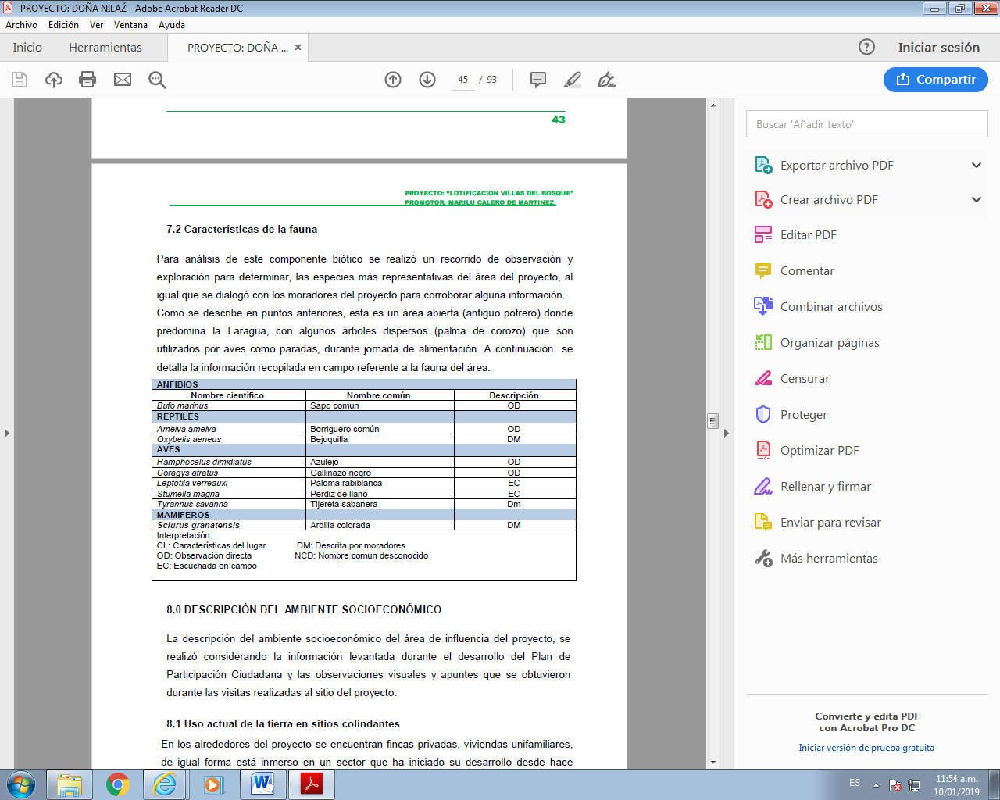 PROYECTO: DOÑA NILAŽ - Adobe Acrobat Reader DC
Archivo Edición Ver Ventana Ayuda
Inicio Herramientas PROYECTO: DOÑA ... × ? Iniciar sesión
45 / 93 Compartir
43
PROYECTO: “LOTIFICACION VILLAS DEL BOSQUE”
PROMOTOR: MARILU CALERO DE MARTINEZ.
7.2 Características de la fauna
Para análisis de este componente biótico se realizó un recorrido de observación y
exploración para determinar, las especies más representativas del área del proyecto, al
igual que se dialogó con los moradores del proyecto para corroborar alguna información.
Como se describe en puntos anteriores, esta es un área abierta (antiguo potrero) donde
predomina la Faragua, con algunos árboles dispersos (palma de corozo) que son
utilizados por aves como paradas, durante jornada de alimentación. A continuación se
detalla la información recopilada en campo referente a la fauna del área.
ANFIBIOS
Nombre científico Nombre común Descripción
Bufo marinus Sapo comun OD
REPTILES
Ameiva ameiva Borriguero común OD
Oxybelis aeneus Bejuquilla DM
AVES
Ramphocelus dimidiatus Azulejo OD
Coragys atratus Gallinazo negro OD
Leptotila verreauxi Paloma rabiblanca EC
Stumella magna Perdiz de llano EC
Tyrannus savanna Tijereta sabanera Dm
MAMIFEROS
Sciurus granatensis Ardilla colorada DM
Interpretación:
CL: Características del lugar DM: Descrita por moradores
OD: Observación directa NCD: Nombre común desconocido
EC: Escuchada en campo
8.0 DESCRIPCIÓN DEL AMBIENTE SOCIOECONÓMICO
La descripción del ambiente socioeconómico del área de influencia del proyecto, se
realizó considerando la información levantada durante el desarrollo del Plan de
Participación Ciudadana y las observaciones visuales y apuntes que se obtuvieron
durante las visitas realizadas al sitio del proyecto.
8.1 Uso actual de la tierra en sitios colindantes
En los alrededores del proyecto se encuentran fincas privadas, viviendas unifamiliares,
de igual forma está inmerso en un sector que ha iniciado su desarrollo desde hace
Buscar 'Añadir texto'
Exportar archivo PDF
Crear archivo PDF
Editar PDF
Comentar
Combinar archivos
Organizar páginas
Censurar
Proteger
Optimizar PDF
Rellenar y firmar
Enviar para revisar
Más herramientas
Convierte y edita PDF
con Acrobat Pro DC
Iniciar versión de prueba gratuita
ES
11:54 a.m.
10/01/2019